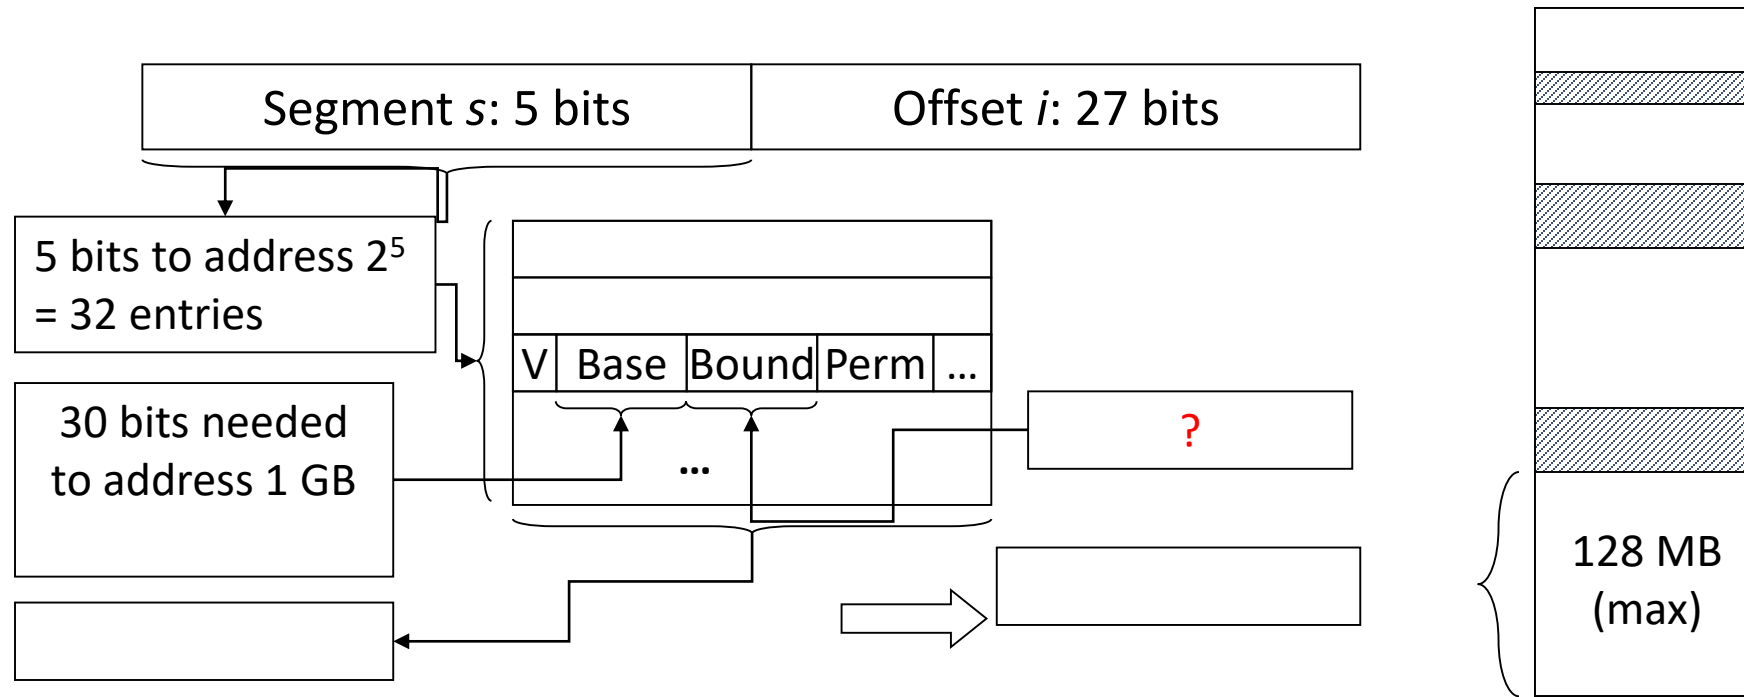 Segment s: 5 bits
Offset i: 27 bits
5 bits to address 2⁵
= 32 entries
V Base Bound Perm ...
30 bits needed
to address 1 GB
?
...
128 MB
(max)